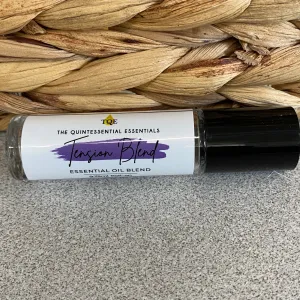 TQE
THE QUINTESSENTIAL ESSENTIALS
Tension Blend
ESSENTIAL OIL BLEND